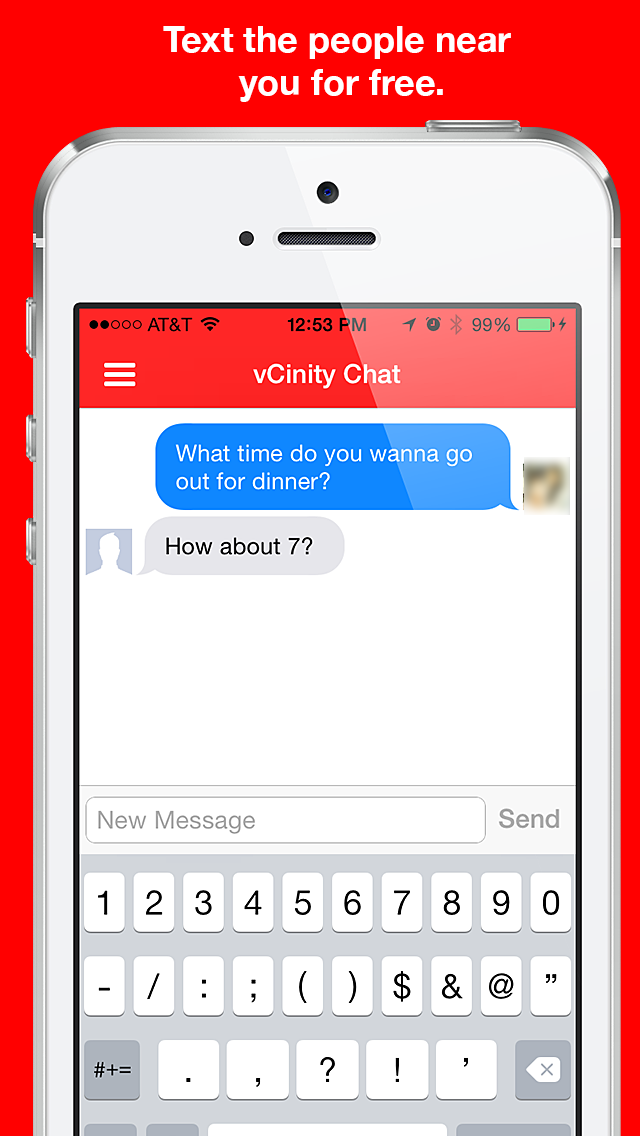 Text the people near
you for free.
AT&T 12:53 PM 99%
vCinity Chat
What time do you wanna go
out for dinner?
How about 7?
New Message Send
1 2 3 4 5 6 7 8 9 0
- / : ; ( ) $ & @ ”
#+= . , ? ! ’